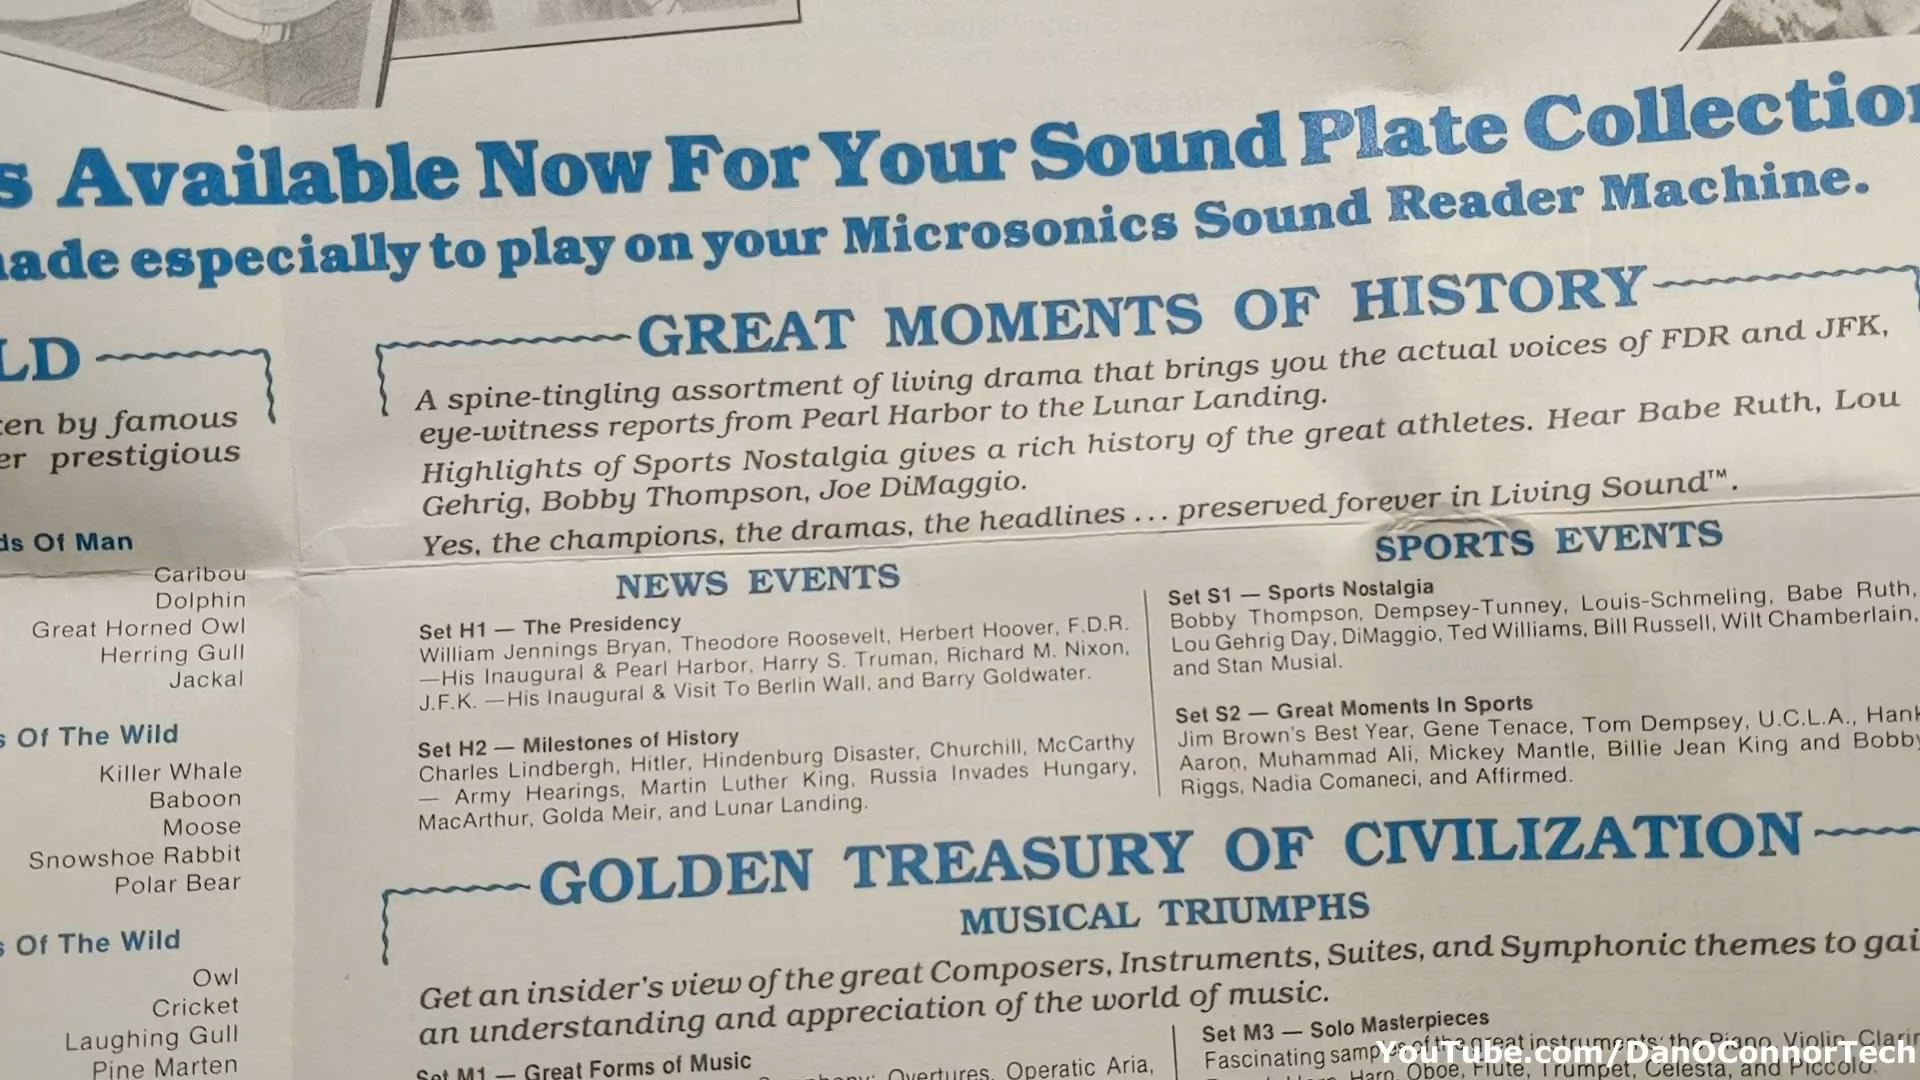 s Available Now For Your Sound Plate Collection
made especially to play on your Microsonics Sound Reader Machine.
LD
ten by famous
er prestigious
ds Of Man
Caribou
Dolphin
Great Horned Owl
Herring Gull
Jackal
s Of The Wild
Killer Whale
Baboon
Moose
Snowshoe Rabbit
Polar Bear
s Of The Wild
Owl
Cricket
Laughing Gull
Pine Marten
GREAT MOMENTS OF HISTORY
A spine-tingling assortment of living drama that brings you the actual voices of FDR and JFK,
eye-witness reports from Pearl Harbor to the Lunar Landing.
Highlights of Sports Nostalgia gives a rich history of the great athletes. Hear Babe Ruth, Lou
Gehrig, Bobby Thompson, Joe DiMaggio.
Yes, the champions, the dramas, the headlines ... preserved forever in Living Sound™.
NEWS EVENTS
Set H1 — The Presidency
William Jennings Bryan, Theodore Roosevelt, Herbert Hoover, F.D.R.
—His Inaugural & Pearl Harbor, Harry S. Truman, Richard M. Nixon,
J.F.K. —His Inaugural & Visit To Berlin Wall, and Barry Goldwater.
Set H2 — Milestones of History
Charles Lindbergh, Hitler, Hindenburg Disaster, Churchill, McCarthy
— Army Hearings, Martin Luther King, Russia Invades Hungary,
MacArthur, Golda Meir, and Lunar Landing.
SPORTS EVENTS
Set S1 — Sports Nostalgia
Bobby Thompson, Dempsey-Tunney, Louis-Schmeling, Babe Ruth,
Lou Gehrig Day, DiMaggio, Ted Williams, Bill Russell, Wilt Chamberlain,
and Stan Musial.
Set S2 — Great Moments In Sports
Jim Brown's Best Year, Gene Tenace, Tom Dempsey, U.C.L.A., Hank
Aaron, Muhammad Ali, Mickey Mantle, Billie Jean King and Bobby
Riggs, Nadia Comaneci, and Affirmed.
GOLDEN TREASURY OF CIVILIZATION
MUSICAL TRIUMPHS
Get an insider's view of the great Composers, Instruments, Suites, and Symphonic themes to gai
an understanding and appreciation of the world of music.
Set M1 — Great Forms of Music
Overtures, Operatic Aria,
Set M3 — Solo Masterpieces
Fascinating samples of the great instruments: the Piano, Violin, Clarin
Harp, Oboe, Flute, Trumpet, Celesta, and Piccolo.
YouTube.com/DanOConnorTech